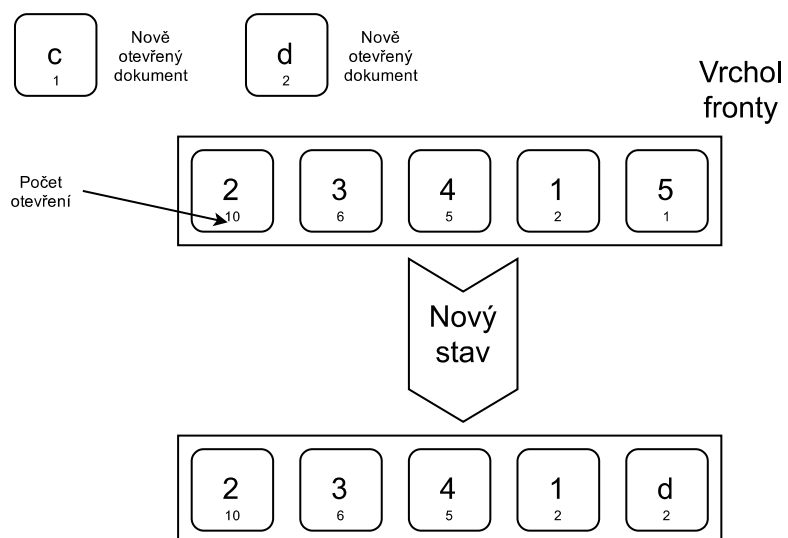 c
1
Nově
otevřený
dokument
d
2
Nově
otevřený
dokument
Vrchol
fronty
Počet
otevření
2
10
3
6
4
5
1
2
5
1
Nový
stav
2
10
3
6
4
5
1
2
d
2